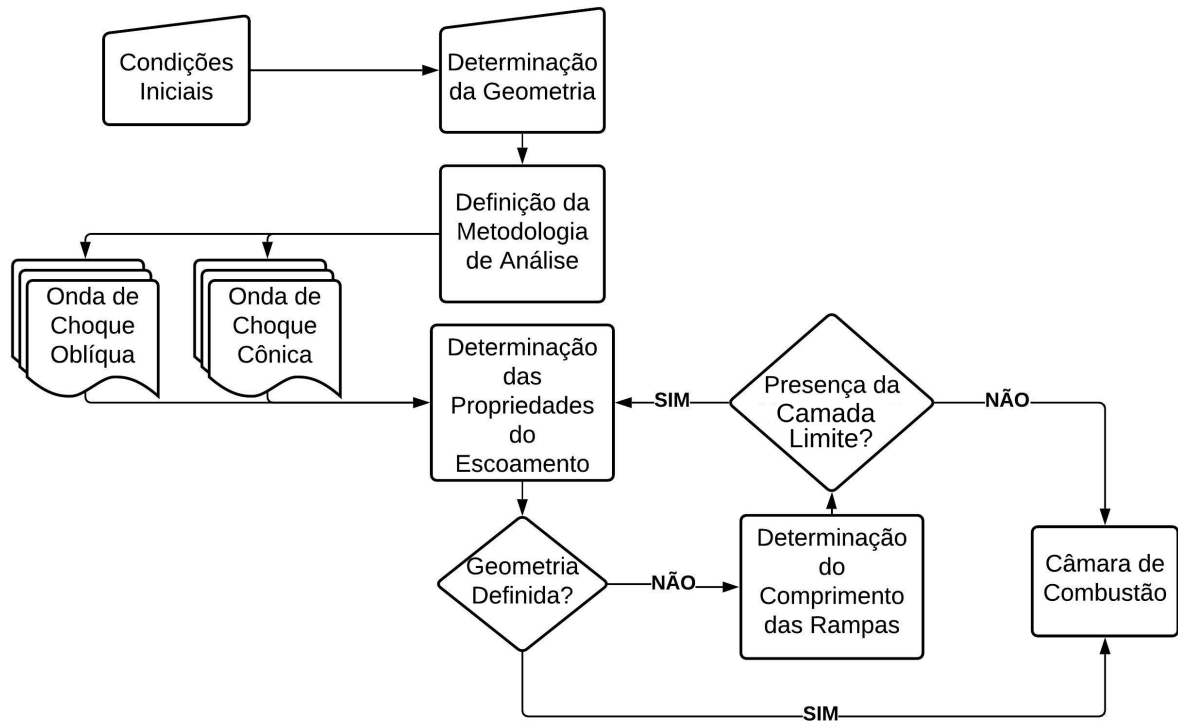 Condições
Iniciais
Determinação
da Geometria
Definição da
Metodologia
de Análise
Onda de
Choque
Oblíqua
Onda de
Choque
Cônica
Determinação
das
Propriedades
do
Escoamento
SIM
Presença da
Camada
Limite?
NÃO
Geometria
Definida?
NÃO
Determinação
do
Comprimento
das Rampas
Câmara de
Combustão
SIM